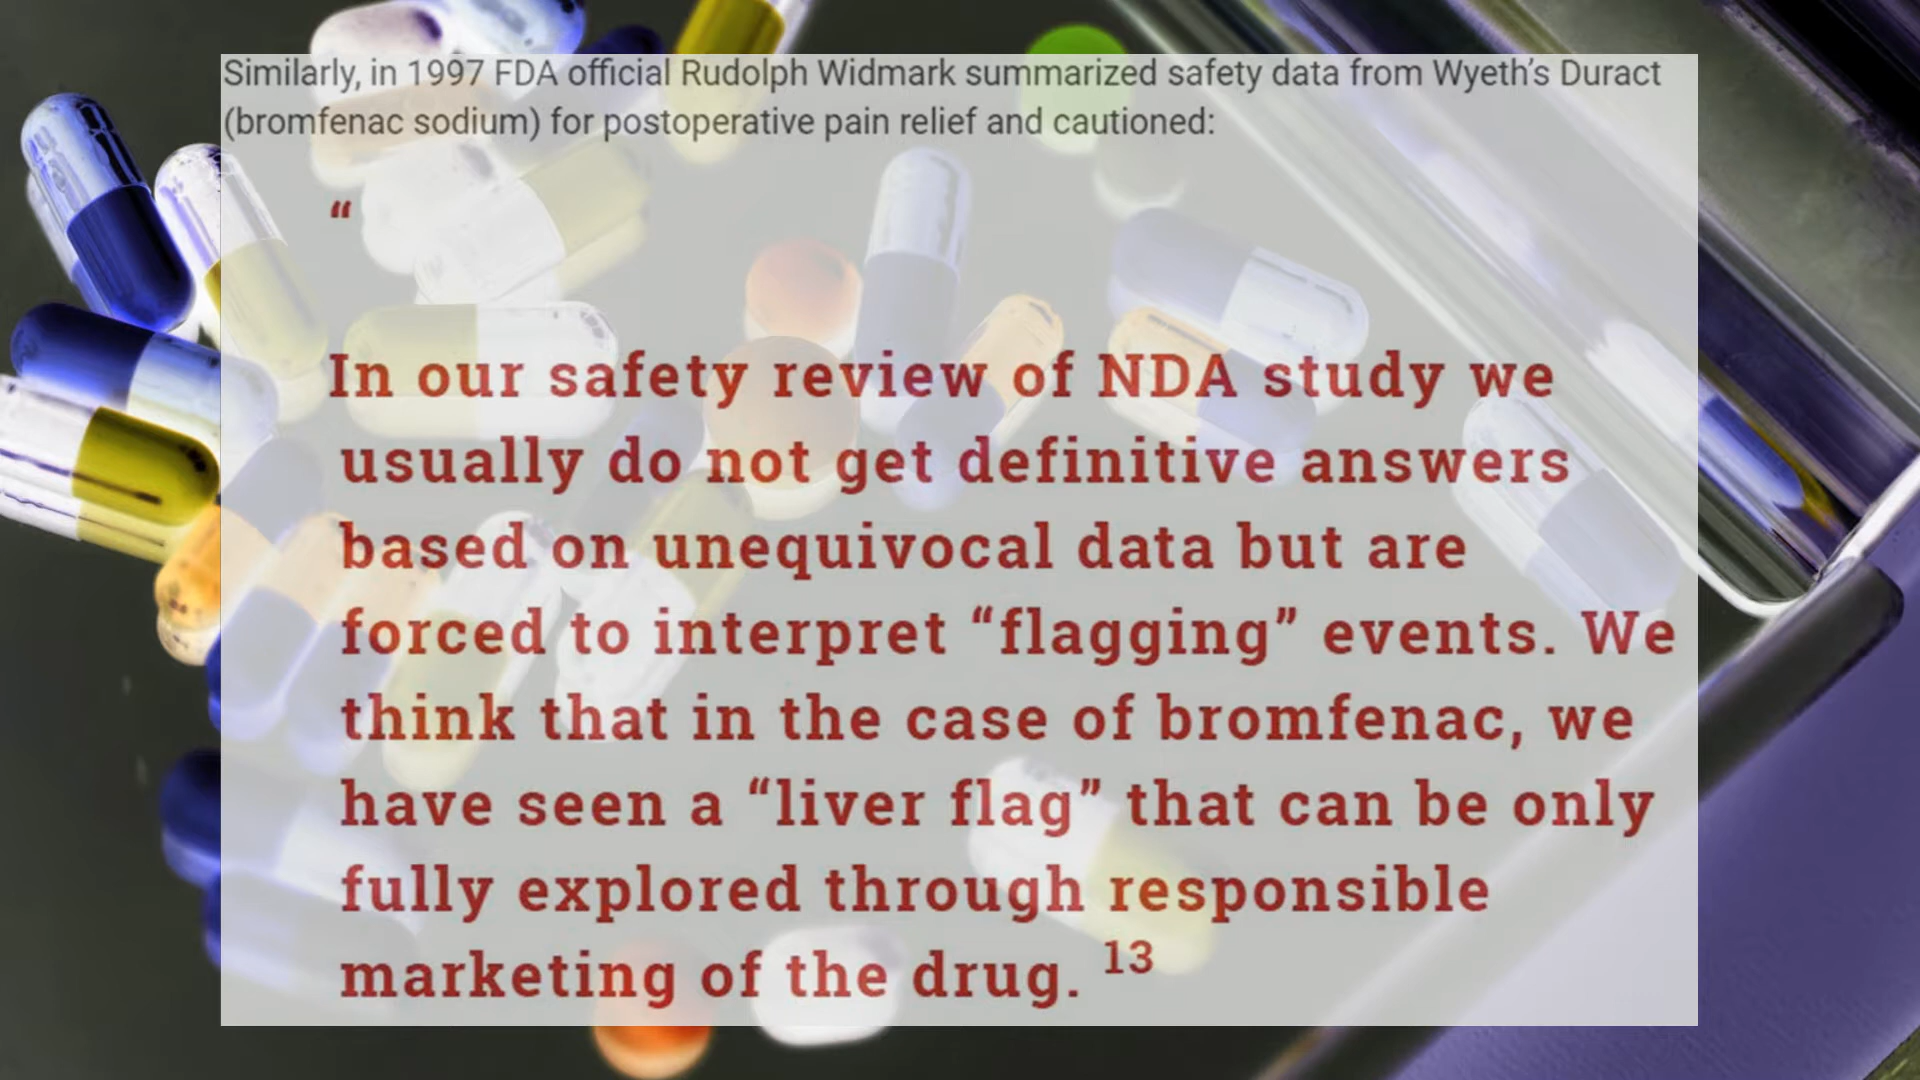 Similarly, in 1997 FDA official Rudolph Widmark summarized safety data from Wyeth’s Duract
(bromfenac sodium) for postoperative pain relief and cautioned:
“
In our safety review of NDA study we
usually do not get definitive answers
based on unequivocal data but are
forced to interpret “flagging” events. We
think that in the case of bromfenac, we
have seen a “liver flag” that can be only
fully explored through responsible
marketing of the drug. 13